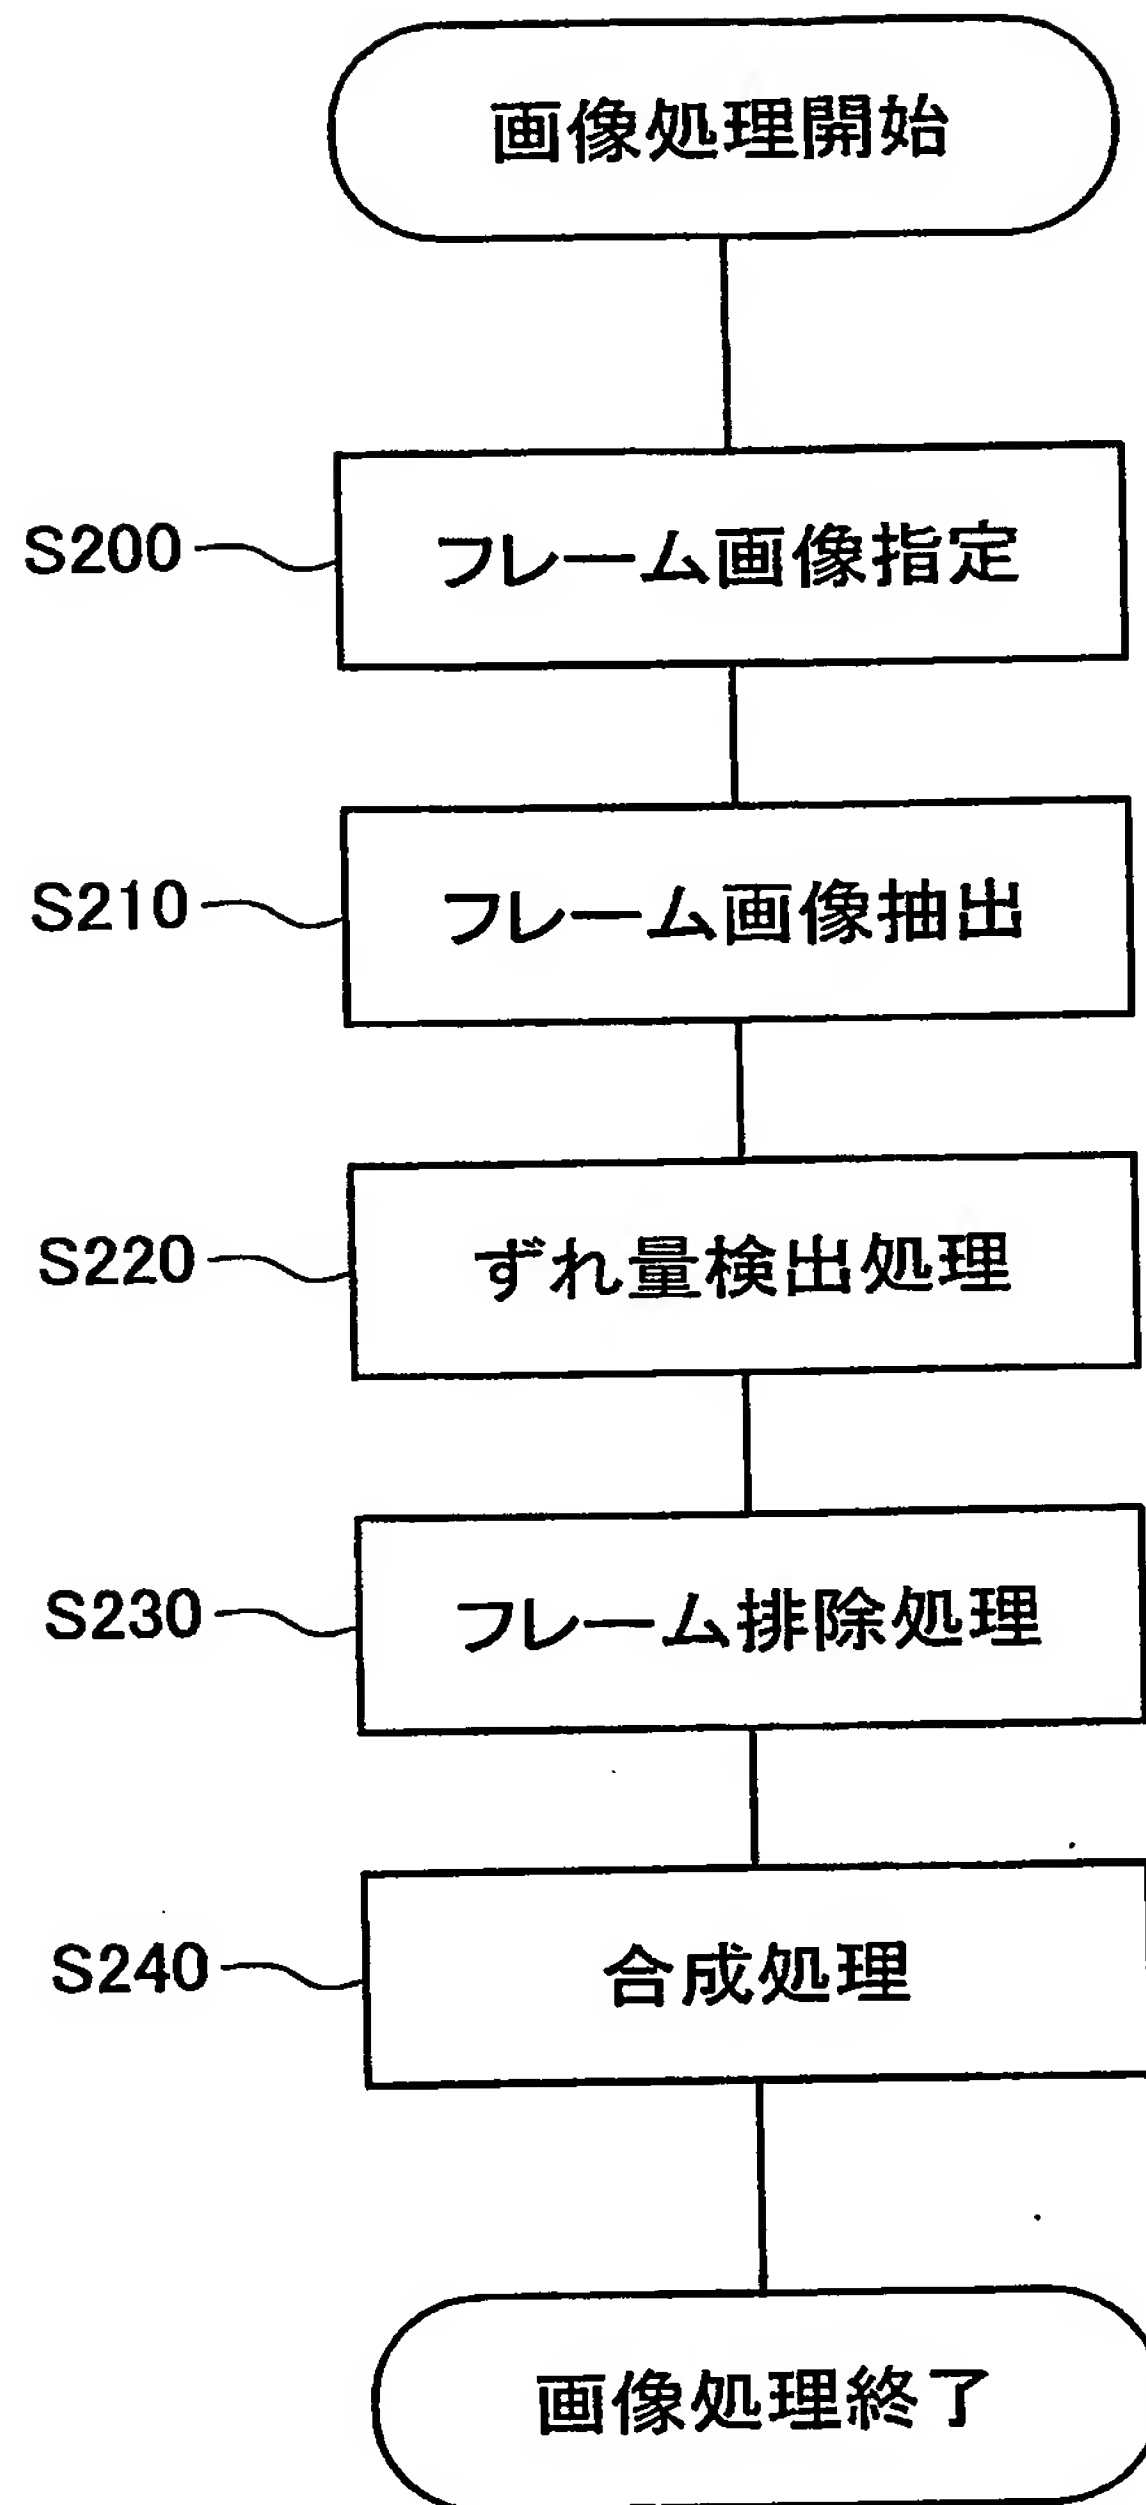 画像処理開始
S200
フレーム画像指定
S210
フレーム画像抽出
S220
ずれ量検出処理
S230
フレーム排除処理
S240
合成処理
画像処理終了